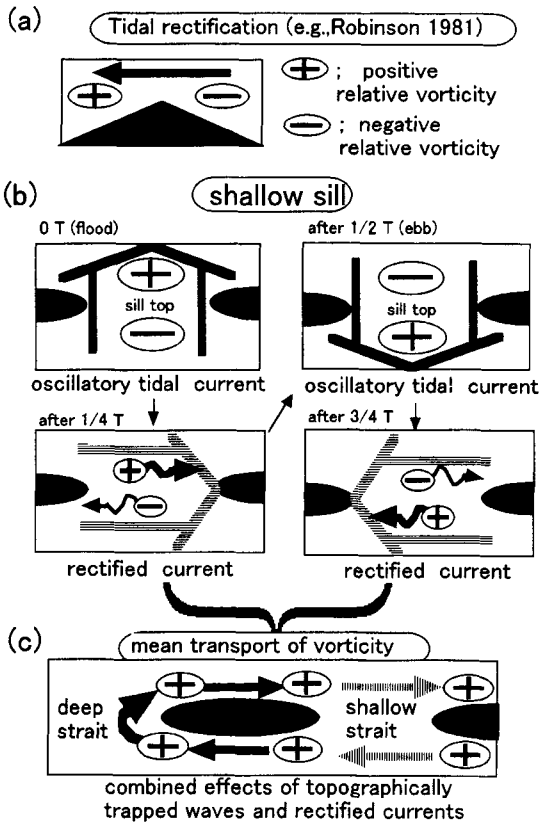 (a)
Tidal rectification (e.g.,Robinson 1981)
; positive
relative vorticity
; negative
relative vorticity
(b)
shallow sill
0 T (flood)
after 1/2 T (ebb)
sill top
sill top
oscillatory tidal current
oscillatory tidal current
after 1/4 T
after 3/4 T
rectified current
rectified current
(c)
mean transport of vorticity
deep
strait
shallow
strait
combined effects of topographically
trapped waves and rectified currents